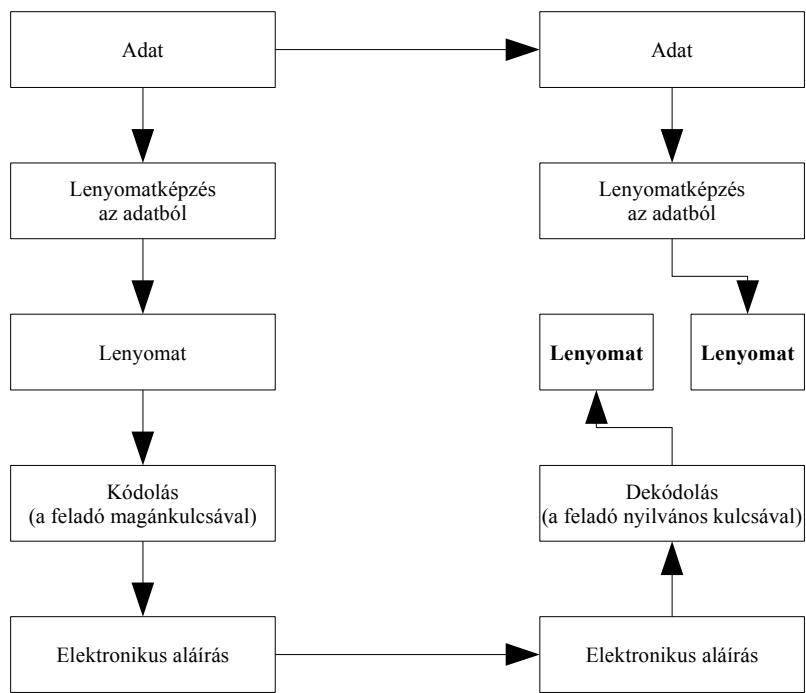 Adat
Lenyomatképzés
az adatból
Lenyomat
Kódolás
(a feladó magánkulcsával)
Elektronikus aláírás
Adat
Lenyomatképzés
az adatból
Lenyomat
Lenyomat
Dekódolás
(a feladó nyilvános kulcsával)
Elektronikus aláírás